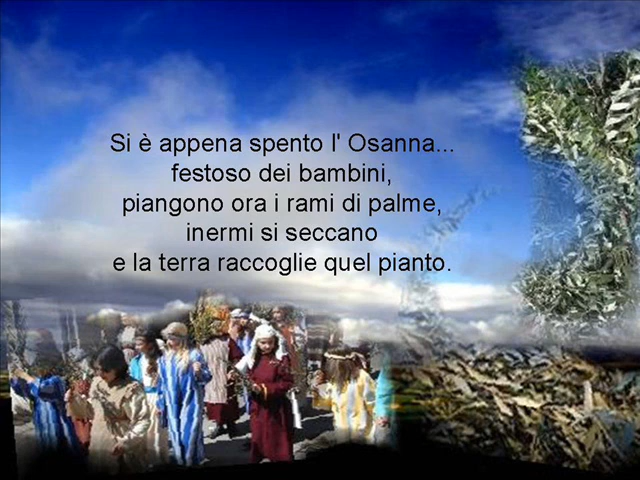 Si è appena spento l' Osanna...
festoso dei bambini,
piangono ora i rami di palme,
inermi si seccano
e la terra raccoglie quel pianto.